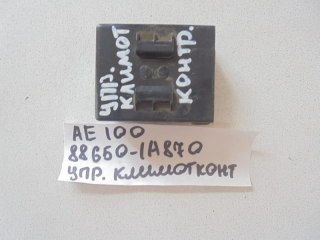 упр.
климот
контр.
AE 100
88650-1A870
упр. климотконт